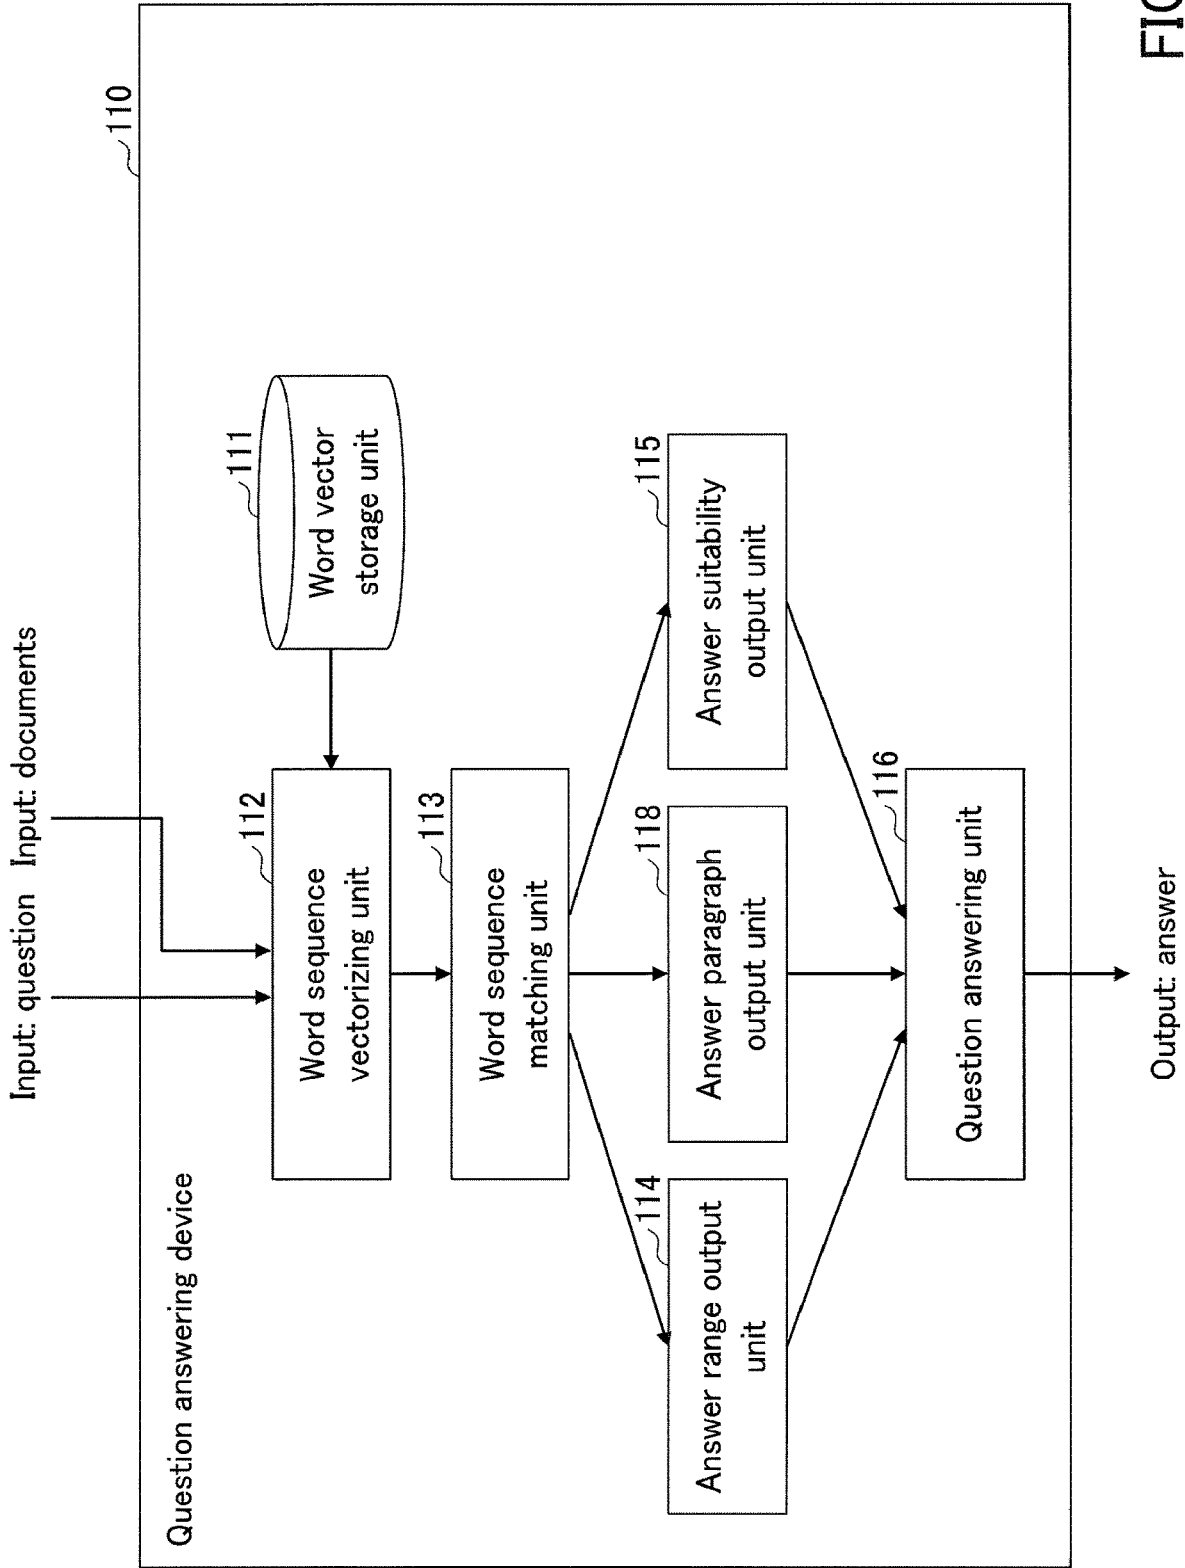 Input: question
Input: documents
110
Question answering device
111
Word vector
storage unit
112
Word sequence
vectorizing unit
113
Word sequence
matching unit
114
Answer range output
unit
118
Answer paragraph
output unit
115
Answer suitability
output unit
116
Question answering unit
Output: answer